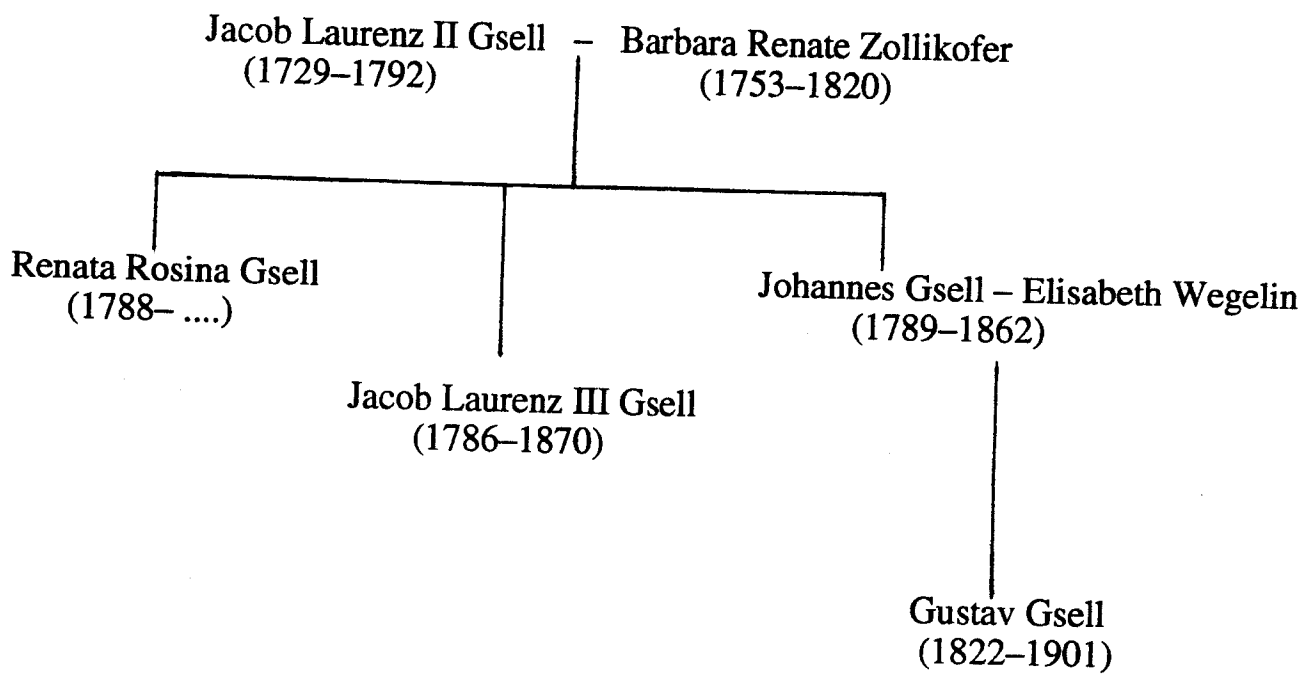 Jacob Laurenz II Gsell – Barbara Renate Zollikofer
(1729–1792) (1753–1820)
Renata Rosina Gsell
(1788– ....)
Johannes Gsell – Elisabeth Wegelin
(1789–1862)
Jacob Laurenz III Gsell
(1786–1870)
Gustav Gsell
(1822–1901)